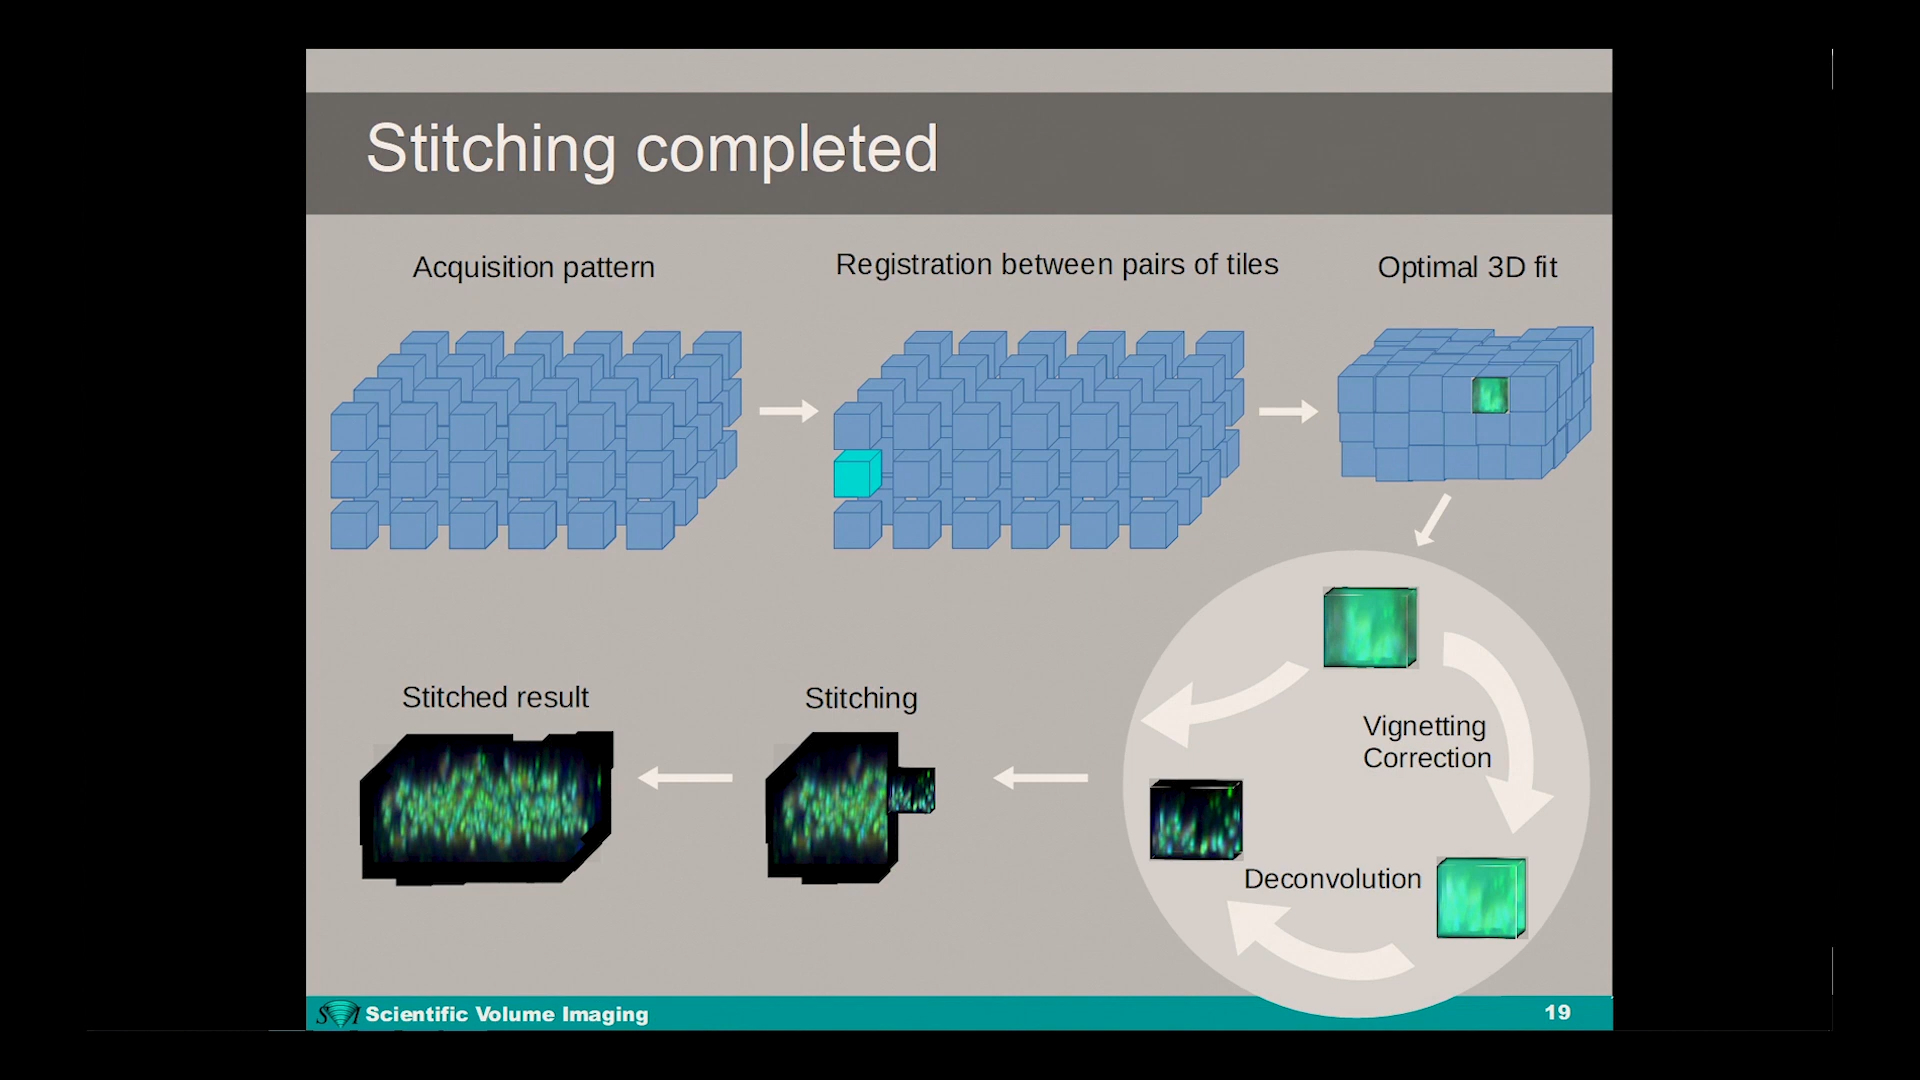 Stitching completed
Acquisition pattern
Registration between pairs of tiles
Optimal 3D fit
Vignetting
Correction
Deconvolution
Stitching
Stitched result
SVI Scientific Volume Imaging
19